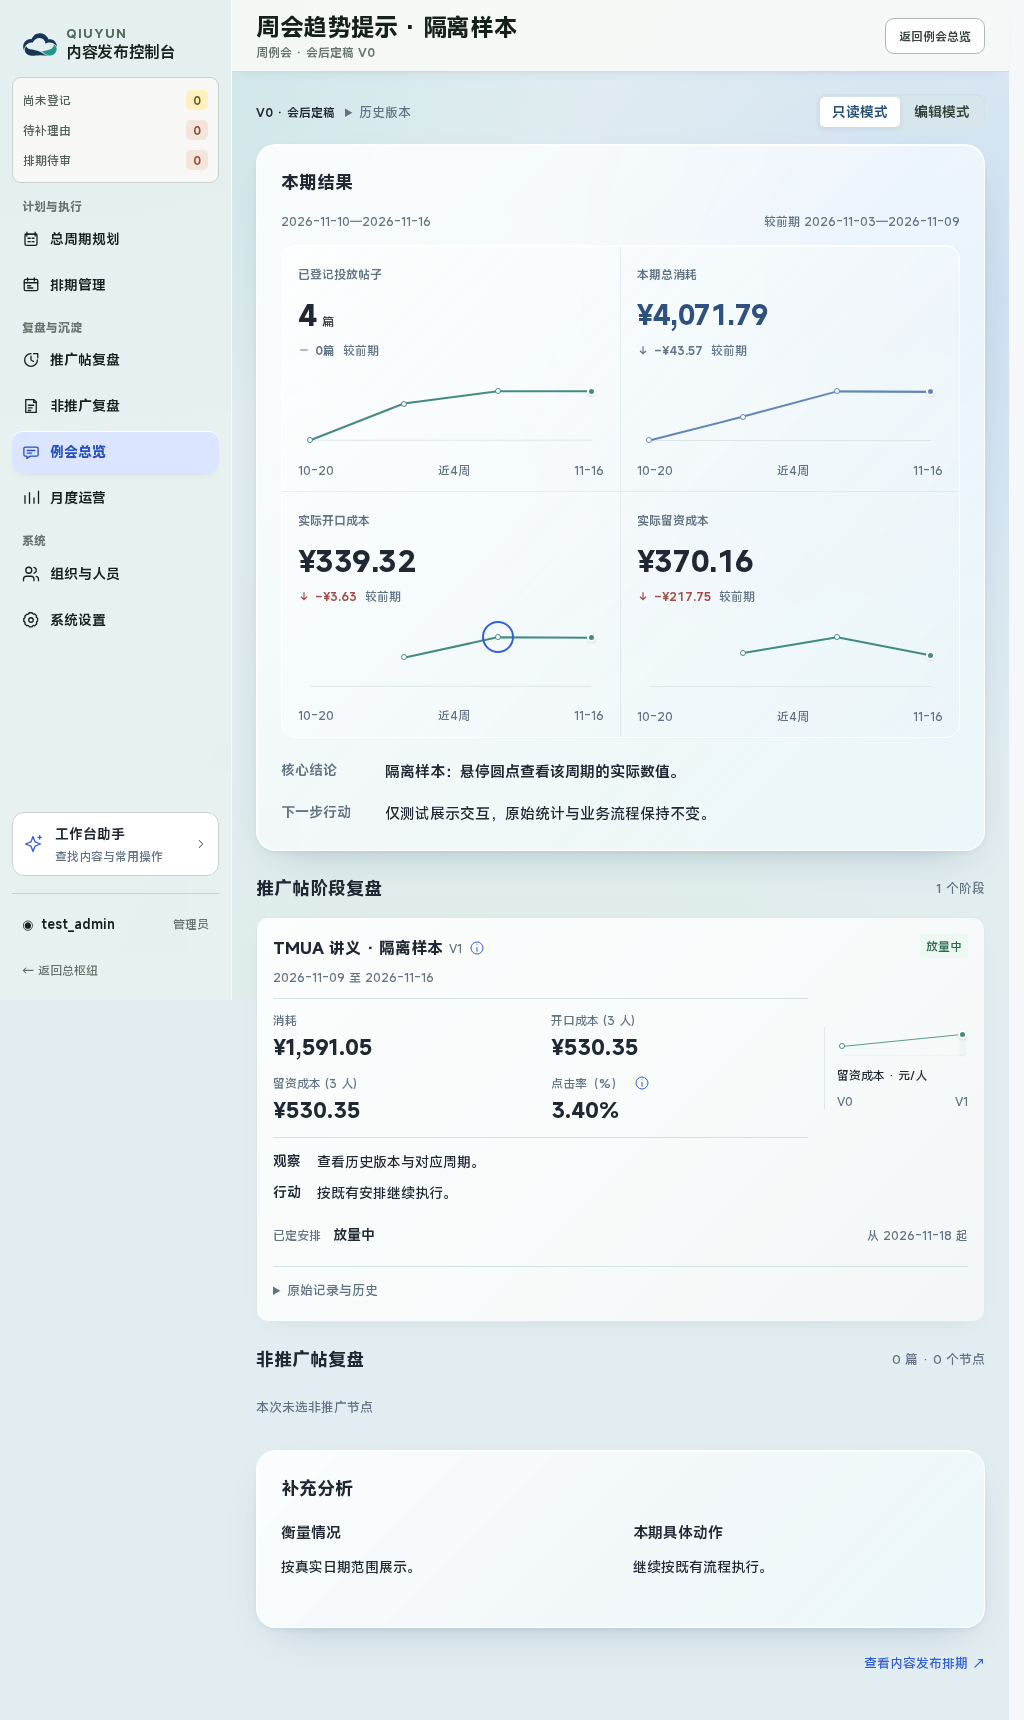 QIUYUN
内容发布控制台
尚未登记 0
待补理由 0
排期待审 0
计划与执行
总周期规划
排期管理
复盘与沉淀
推广帖复盘
非推广复盘
例会总览
月度运营
系统
组织与人员
系统设置
工作台助手
查找内容与常用操作
test_admin 管理员
← 返回总枢纽
周会趋势提示 · 隔离样本
周例会 · 会后定稿 V0
返回例会总览
V0 · 会后定稿 ▶ 历史版本
只读模式 编辑模式
本期结果
2026-11-10—2026-11-16 较前期 2026-11-03—2026-11-09
已登记投放帖子
4 篇
— 0篇 较前期
10-20 近4周 11-16
本期总消耗
¥4,071.79
↓ -¥43.57 较前期
10-20 近4周 11-16
实际开口成本
¥339.32
↓ -¥3.63 较前期
10-20 近4周 11-16
实际留资成本
¥370.16
↓ -¥217.75 较前期
10-20 近4周 11-16
核心结论 隔离样本：悬停圆点查看该周期的实际数值。
下一步行动 仅测试展示交互，原始统计与业务流程保持不变。
推广帖阶段复盘 1 个阶段
TMUA 讲义 · 隔离样本 V1 放量中
2026-11-09 至 2026-11-16
消耗
¥1,591.05
开口成本 (3 人)
¥530.35
留资成本 (3 人)
¥530.35
点击率（%）
3.40%
留资成本 · 元/人
V0 V1
观察 查看历史版本与对应周期。
行动 按既有安排继续执行。
已定安排 放量中 从 2026-11-18 起
▶ 原始记录与历史
非推广帖复盘 0 篇 · 0 个节点
本次未选非推广节点
补充分析
衡量情况
按真实日期范围展示。
本期具体动作
继续按既有流程执行。
查看内容发布排期 ↗